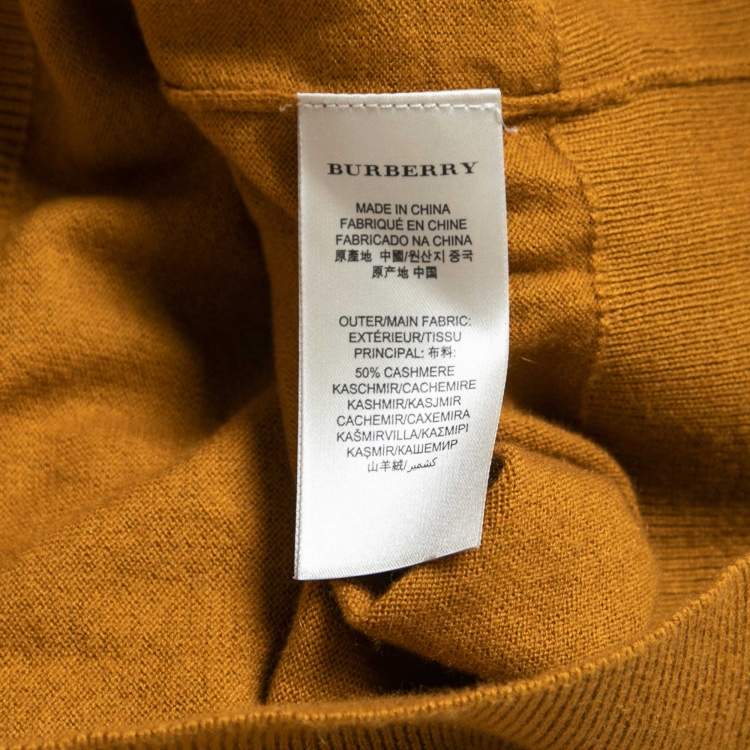 BURBERRY
MADE IN CHINA
FABRIQUÉ EN CHINE
FABRICADO NA CHINA
原產地 中國/원산지 중국
原产地 中国
OUTER/MAIN FABRIC:
EXTÉRIEUR/TISSU
PRINCIPAL: 布料:
50% CASHMERE
KASCHMIR/CACHEMIRE
KASHMIR/KASJMIR
CACHEMIR/CAXEMIRA
KAŠMIRVILLA/ΚΑΣΜΙΡΙ
KAŞMİR/КАШЕМИР
山羊絨/كشمير